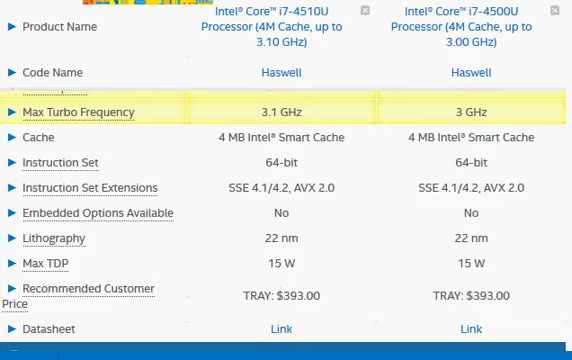 Product Name
Intel® Core™ i7-4510U Processor (4M Cache, up to 3.10 GHz)
Intel® Core™ i7-4500U Processor (4M Cache, up to 3.00 GHz)
Code Name Haswell Haswell
Max Turbo Frequency 3.1 GHz 3 GHz
Cache 4 MB Intel® Smart Cache 4 MB Intel® Smart Cache
Instruction Set 64-bit 64-bit
Instruction Set Extensions SSE 4.1/4.2, AVX 2.0 SSE 4.1/4.2, AVX 2.0
Embedded Options Available No No
Lithography 22 nm 22 nm
Max TDP 15 W 15 W
Recommended Customer Price TRAY: $393.00 TRAY: $393.00
Datasheet Link Link